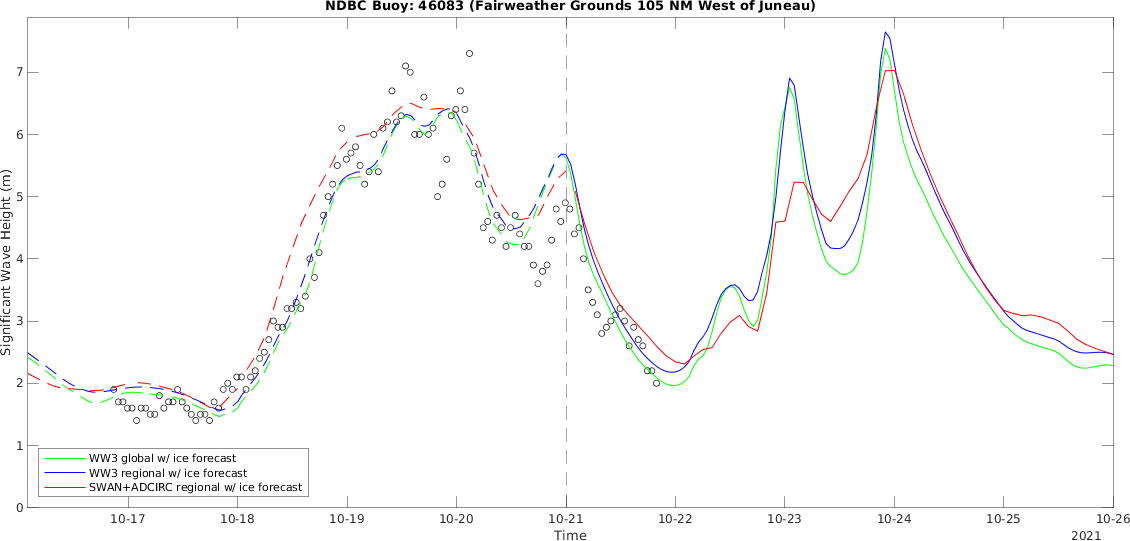 NDBC Buoy: 46083 (Fairweather Grounds 105 NM West of Juneau)
Significant Wave Height (m)
7
6
5
4
3
2
1
0
WW3 global w/ ice forecast
WW3 regional w/ ice forecast
SWAN+ADCIRC regional w/ ice forecast
10-17 10-18 10-19 10-20 10-21 10-22 10-23 10-24 10-25 10-26
Time
2021